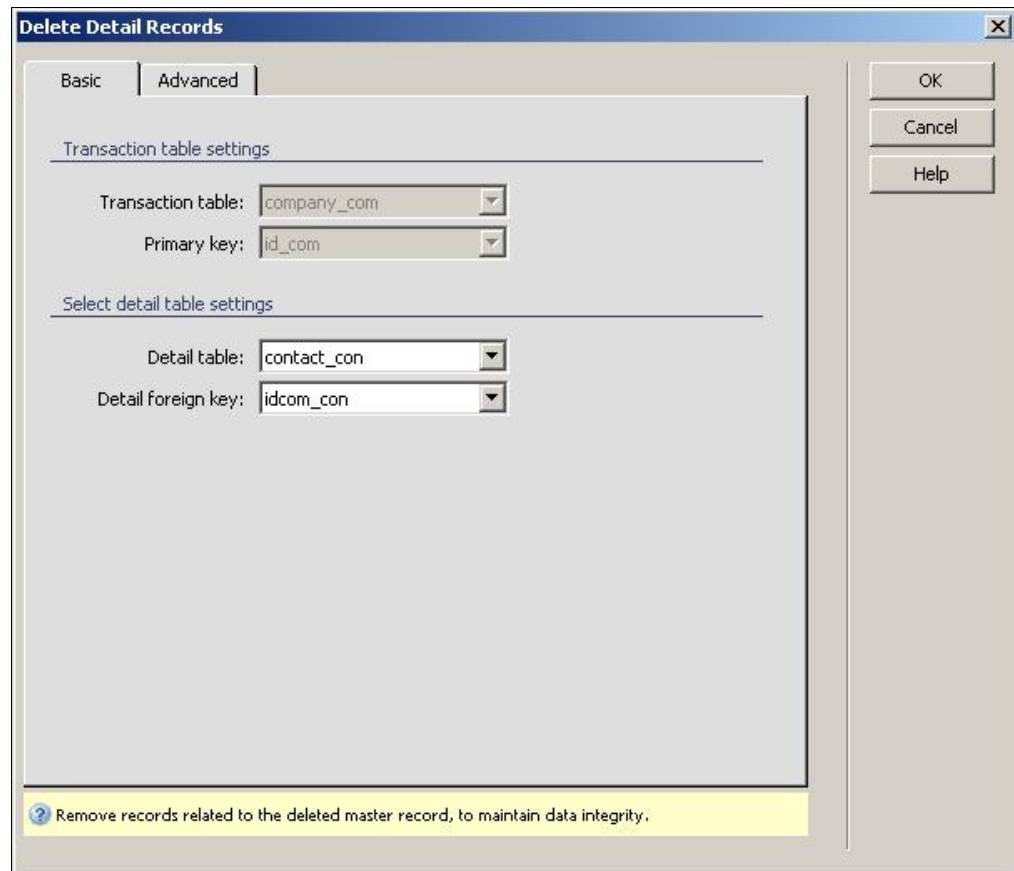 Delete Detail Records
Basic
Advanced
OK
Cancel
Help
Transaction table settings
Transaction table: company_com
Primary key: id_com
Select detail table settings
Detail table: contact_con
Detail foreign key: idcom_con
Remove records related to the deleted master record, to maintain data integrity.